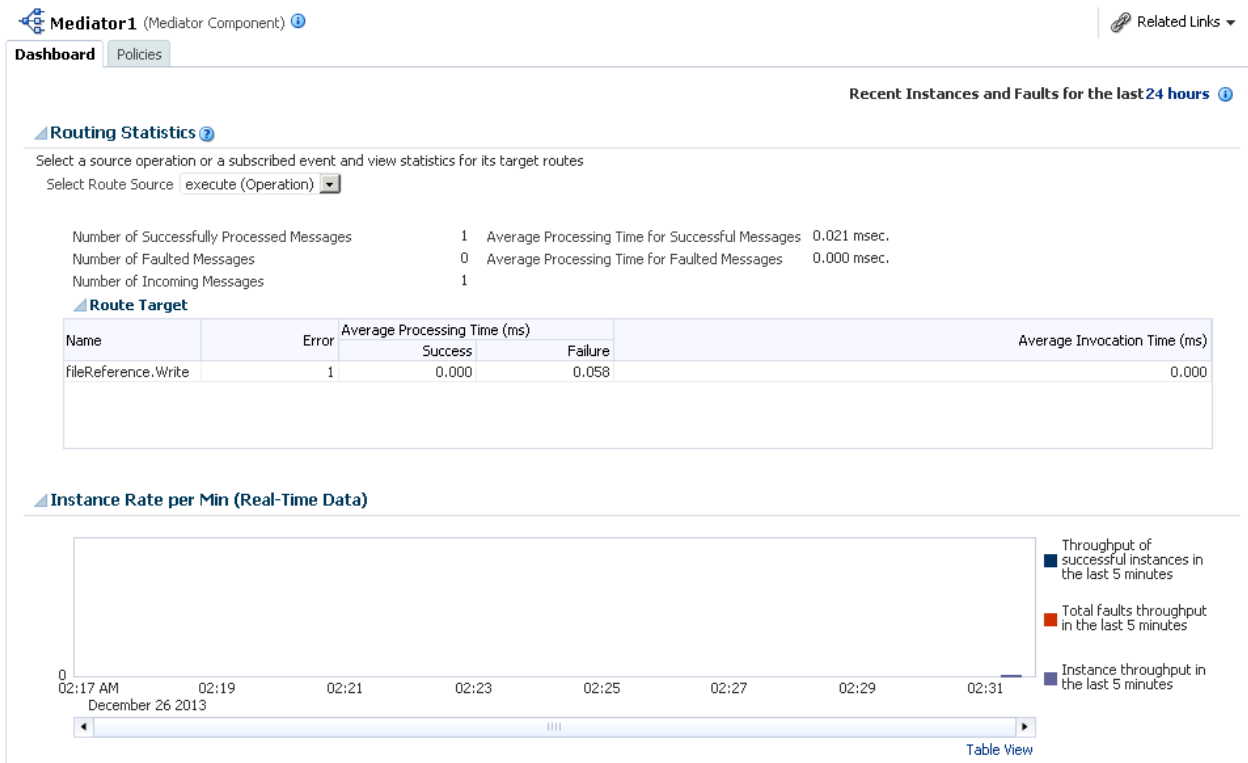 Mediator1 (Mediator Component)
Related Links
Dashboard Policies
Recent Instances and Faults for the last 24 hours
Routing Statistics
Select a source operation or a subscribed event and view statistics for its target routes
Select Route Source execute (Operation)
Number of Successfully Processed Messages 1 Average Processing Time for Successful Messages 0.021 msec.
Number of Faulted Messages 0 Average Processing Time for Faulted Messages 0.000 msec.
Number of Incoming Messages 1
Route Target
Name Error Average Processing Time (ms) Average Invocation Time (ms)
Success Failure
fileReference.Write 1 0.000 0.058 0.000
Instance Rate per Min (Real-Time Data)
Throughput of
successful instances in
the last 5 minutes
Total faults throughput
in the last 5 minutes
Instance throughput in
the last 5 minutes
0
02:17 AM 02:19 02:21 02:23 02:25 02:27 02:29 02:31
December 26 2013
Table View